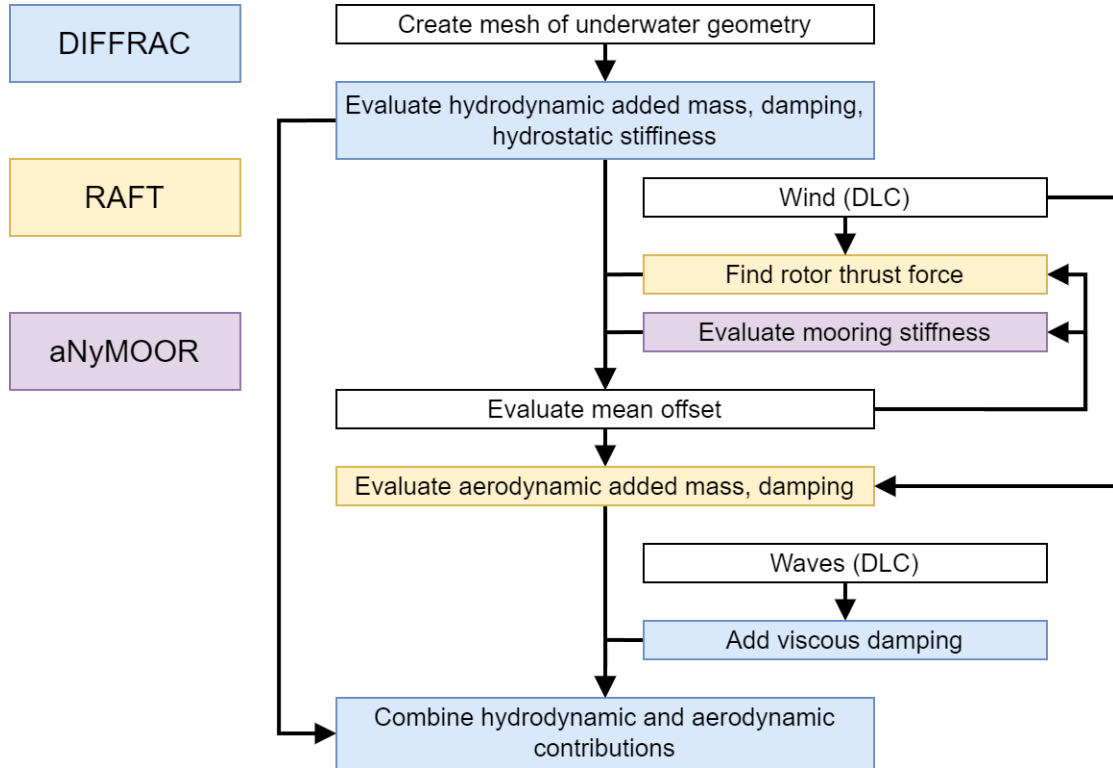 DIFFRAC
RAFT
aNyMOOR
Create mesh of underwater geometry
Evaluate hydrodynamic added mass, damping,
hydrostatic stiffness
Wind (DLC)
Find rotor thrust force
Evaluate mooring stiffness
Evaluate mean offset
Evaluate aerodynamic added mass, damping
Waves (DLC)
Add viscous damping
Combine hydrodynamic and aerodynamic
contributions